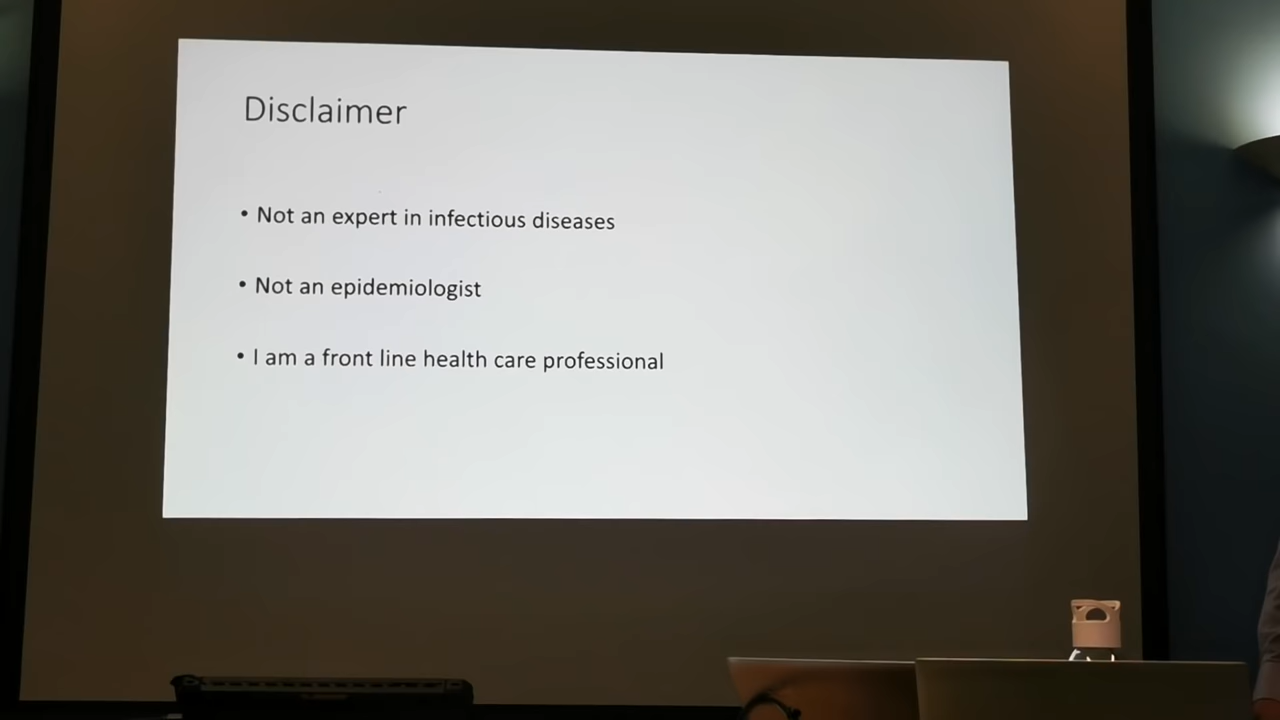 Disclaimer
• Not an expert in infectious diseases
• Not an epidemiologist
• I am a front line health care professional